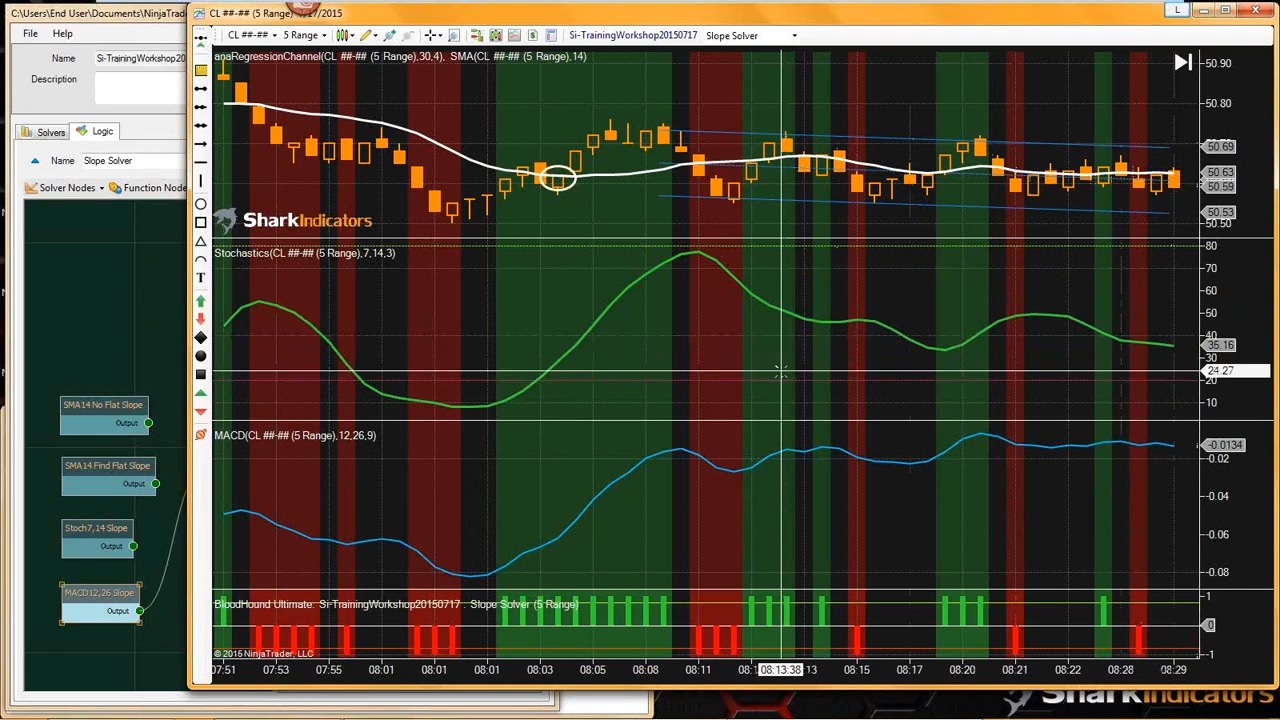 C:\Users\End User\Documents\NinjaTrader
File Help
Name Si-TrainingWorkshop20
Description
Solvers Logic
Name Slope Solver
Solver Nodes Function Node
SMA14 No Flat Slope
Output
SMA14 Find Flat Slope
Output
Stoch7,14 Slope
Output
MACD12,26 Slope
Output
CL ##-## (5 Range)
L
CL ##-## 5 Range Si-TrainingWorkshop20150717 Slope Solver
anaRegressionChannel(CL ##-## (5 Range),30,4), SMA(CL ##-## (5 Range),14)
50.90
50.80
50.69
50.63
50.59
50.53
50.50
SharkIndicators
Stochastics(CL ##-## (5 Range),7,14,3)
80
70
60
50
40
35.16
30
24.27
20
10
MACD(CL ##-## (5 Range),12,26,9)
-0.0134
-0.02
-0.04
-0.06
-0.08
BloodHound Ultimate: Si-TrainingWorkshop20150717 : Slope Solver (5 Range)
1
0
-1
© 2015 NinjaTrader, LLC
07:51 07:53 07:55 08:01 08:01 08:03 08:05 08:08 08:11 08:13:38 08:15 08:17 08:20 08:21 08:26 08:28 08:29
SharkIndicators